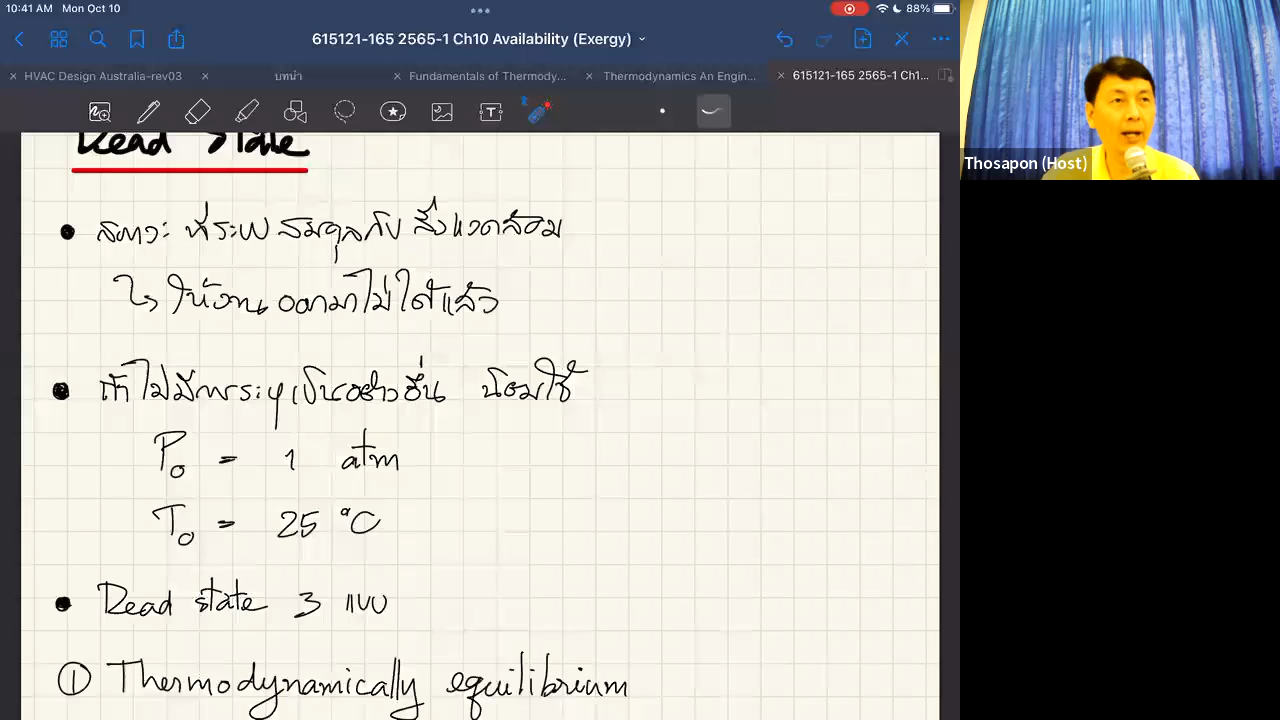 10:41 AM Mon Oct 10
88%
615121-165 2565-1 Ch10 Availability (Exergy)
HVAC Design Australia-rev03
บทนำ
Fundamentals of Thermody...
Thermodynamics An Engin...
615121-165 2565-1 Ch1...
Dead State
สภาวะ ที่ระบบ สมดุลกับ สิ่งแวดล้อม
ให้งาน ออกมาไม่ได้แล้ว
ถ้า ไม่มีการระบุเป็นอย่างอื่น นิยมใช้
P₀ = 1 atm
T₀ = 25 °C
Dead state 3 แบบ
① Thermodynamically equilibrium
Thosapon (Host)